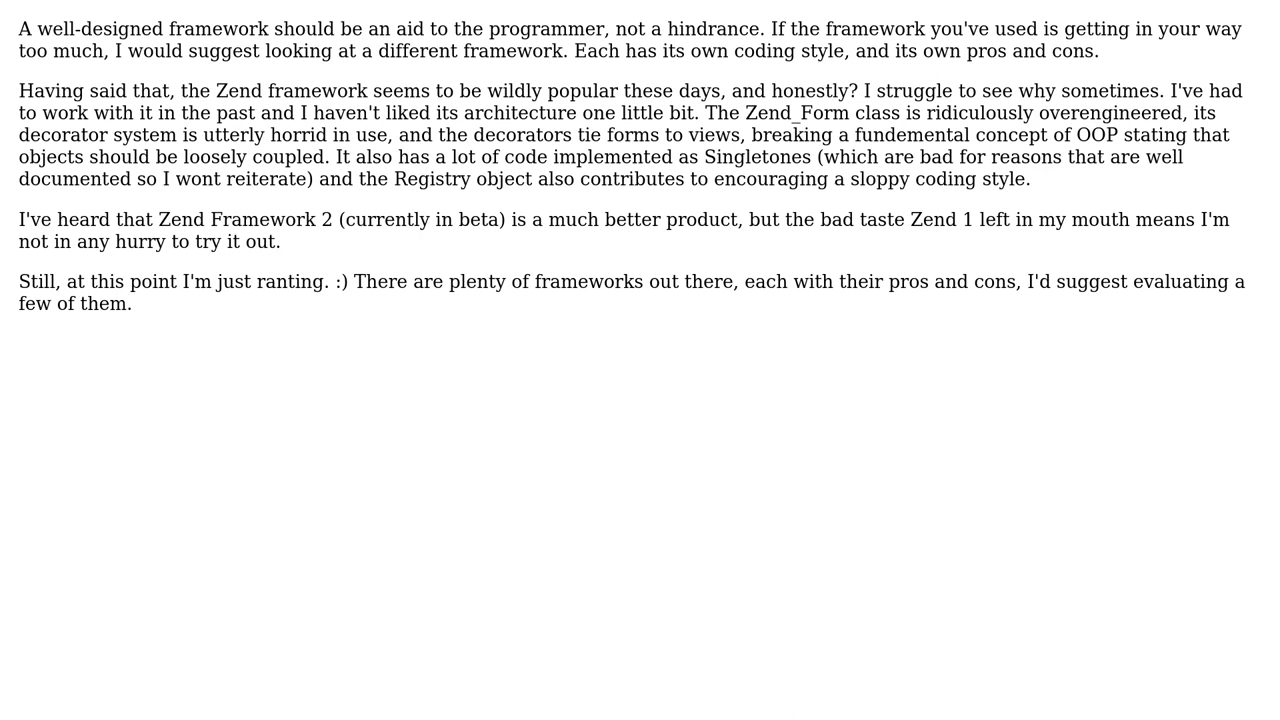 A well-designed framework should be an aid to the programmer, not a hindrance. If the framework you've used is getting in your way
too much, I would suggest looking at a different framework. Each has its own coding style, and its own pros and cons.
Having said that, the Zend framework seems to be wildly popular these days, and honestly? I struggle to see why sometimes. I've had
to work with it in the past and I haven't liked its architecture one little bit. The Zend_Form class is ridiculously overengineered, its
decorator system is utterly horrid in use, and the decorators tie forms to views, breaking a fundemental concept of OOP stating that
objects should be loosely coupled. It also has a lot of code implemented as Singletones (which are bad for reasons that are well
documented so I wont reiterate) and the Registry object also contributes to encouraging a sloppy coding style.
I've heard that Zend Framework 2 (currently in beta) is a much better product, but the bad taste Zend 1 left in my mouth means I'm
not in any hurry to try it out.
Still, at this point I'm just ranting. :) There are plenty of frameworks out there, each with their pros and cons, I'd suggest evaluating a
few of them.